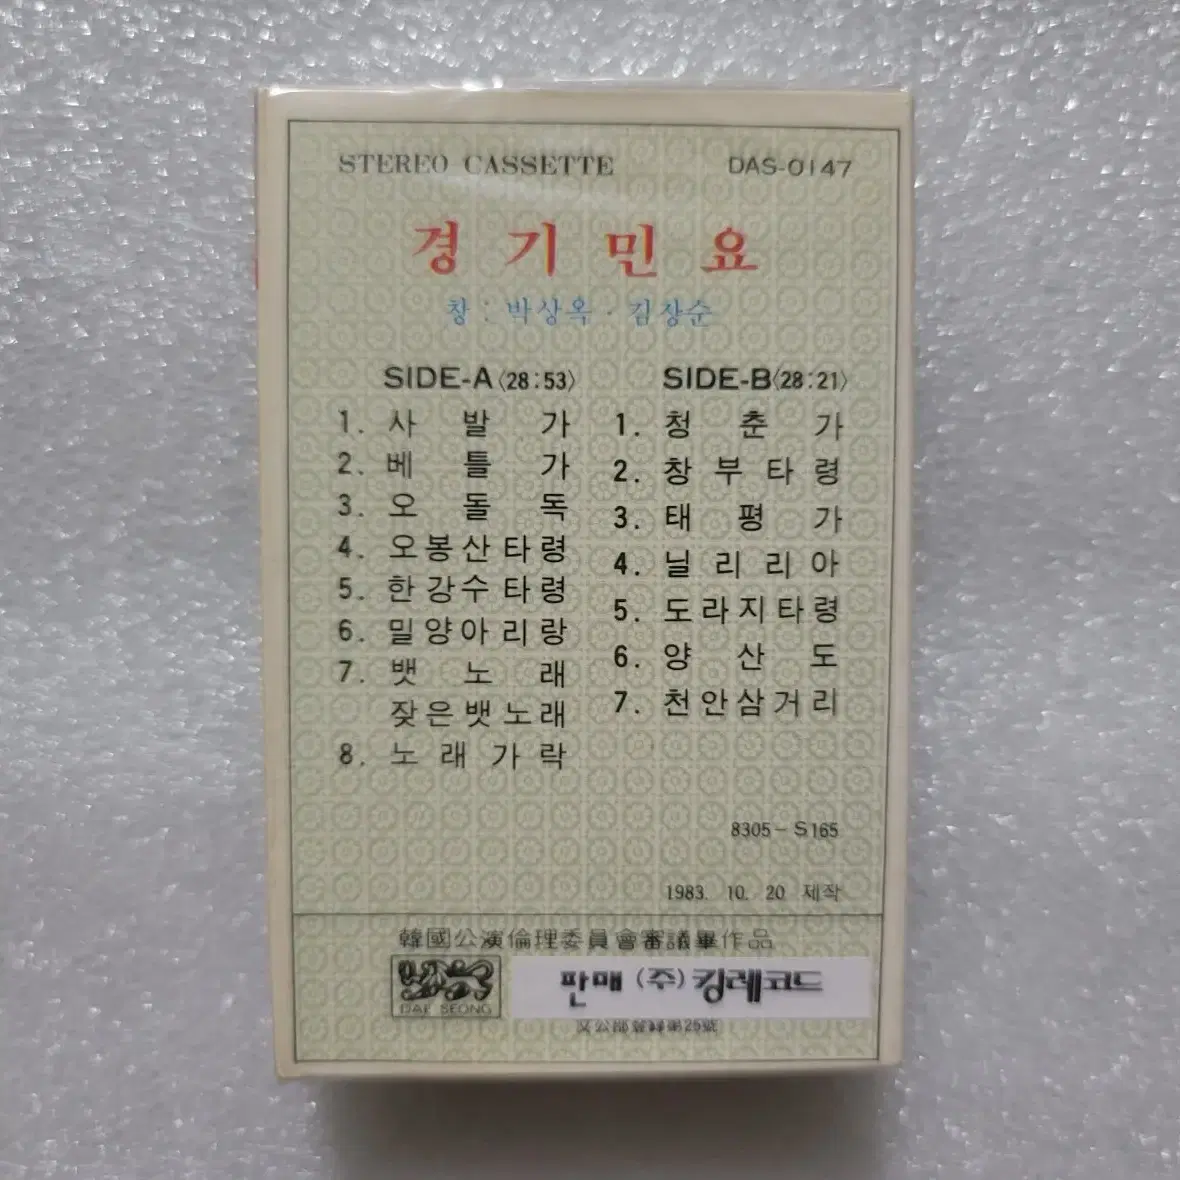 STEREO CASSETTE DAS-0147
경기민요
창 : 박상옥 · 김장순
SIDE-A〈28:53〉
1. 사발가
2. 베틀가
3. 오돌독
4. 오봉산타령
5. 한강수타령
6. 밀양아리랑
7. 뱃노래
잦은뱃노래
8. 노래가락
SIDE-B〈28:21〉
1. 청춘가
2. 창부타령
3. 태평가
4. 닐리리아
5. 도라지타령
6. 양산도
7. 천안삼거리
8305-S165
1983. 10. 20 제작
韓國公演倫理委員會審議畢作品
DAE SEONG
판매 (주) 킹레코드